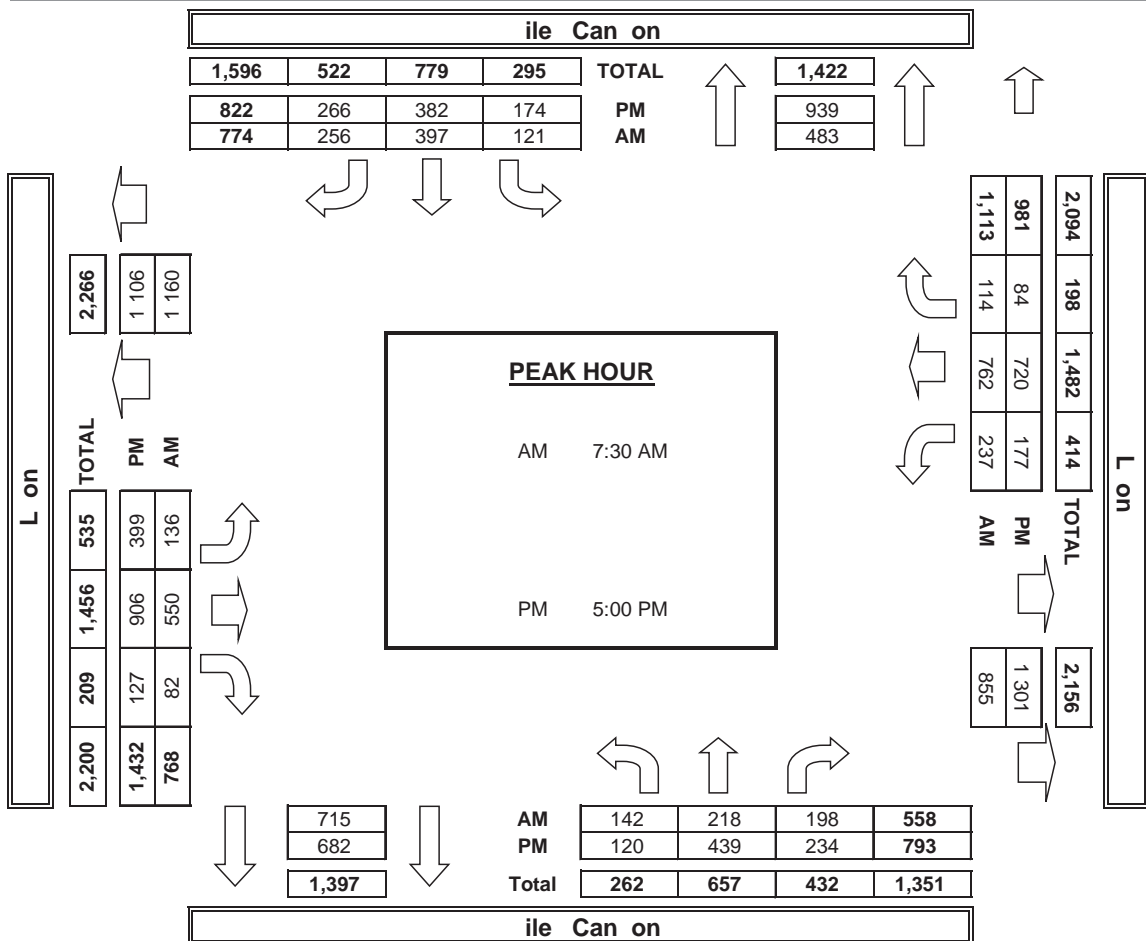 ile Can on
1,596 522 779 295 TOTAL 1,422
822 266 382 174 PM 939
774 256 397 121 AM 483
L on
2,266
1 106
1 160
TOTAL
PM
AM
535 1,456 209 2,200
399 906 127 1,432
136 550 82 768
PEAK HOUR
AM 7:30 AM
PM 5:00 PM
2,094 198 1,482 414 TOTAL
981 84 720 177 PM
1,113 114 762 237 AM
2,156
1 301
855
L on
715 AM 142 218 198 558
682 PM 120 439 234 793
1,397 Total 262 657 432 1,351
ile Can on